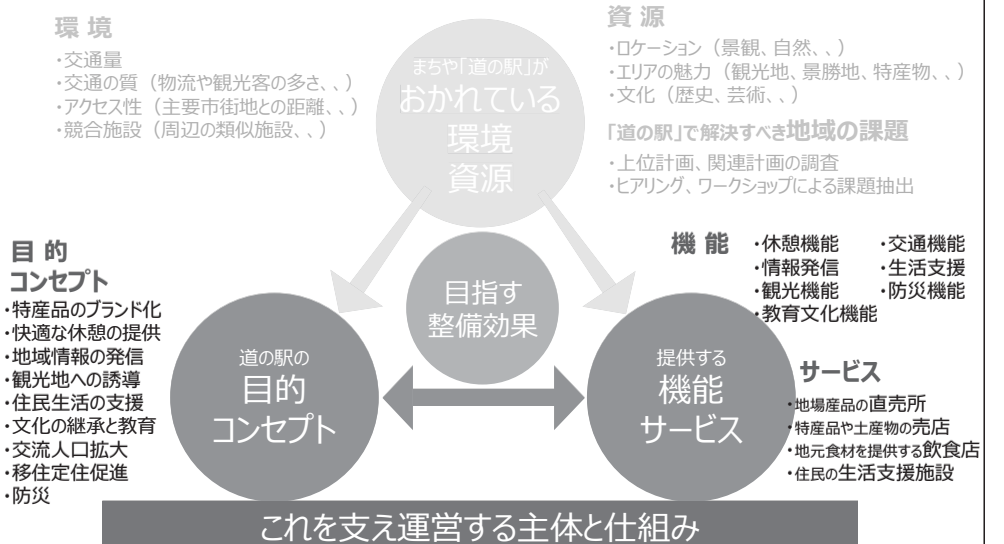 環 境
・交通量
・交通の質（物流や観光客の多さ、、）
・アクセス性（主要市街地との距離、、）
・競合施設（周辺の類似施設、、）
まちや「道の駅」が
おかれている
環境
資源
資 源
・ロケーション（景観、自然、、）
・エリアの魅力（観光地、景勝地、特産物、、）
・文化（歴史、芸術、、）
「道の駅」で解決すべき地域の課題
・上位計画、関連計画の調査
・ヒアリング、ワークショップによる課題抽出
目 的
コンセプト
・特産品のブランド化
・快適な休憩の提供
・地域情報の発信
・観光地への誘導
・住民生活の支援
・文化の継承と教育
・交流人口拡大
・移住定住促進
・防災
道の駅の
目的
コンセプト
目指す
整備効果
提供する
機能
サービス
機 能 ・休憩機能 ・交通機能
・情報発信 ・生活支援
・観光機能 ・防災機能
・教育文化機能
サービス
・地場産品の直売所
・特産品や土産物の売店
・地元食材を提供する飲食店
・住民の生活支援施設
これを支え運営する主体と仕組み